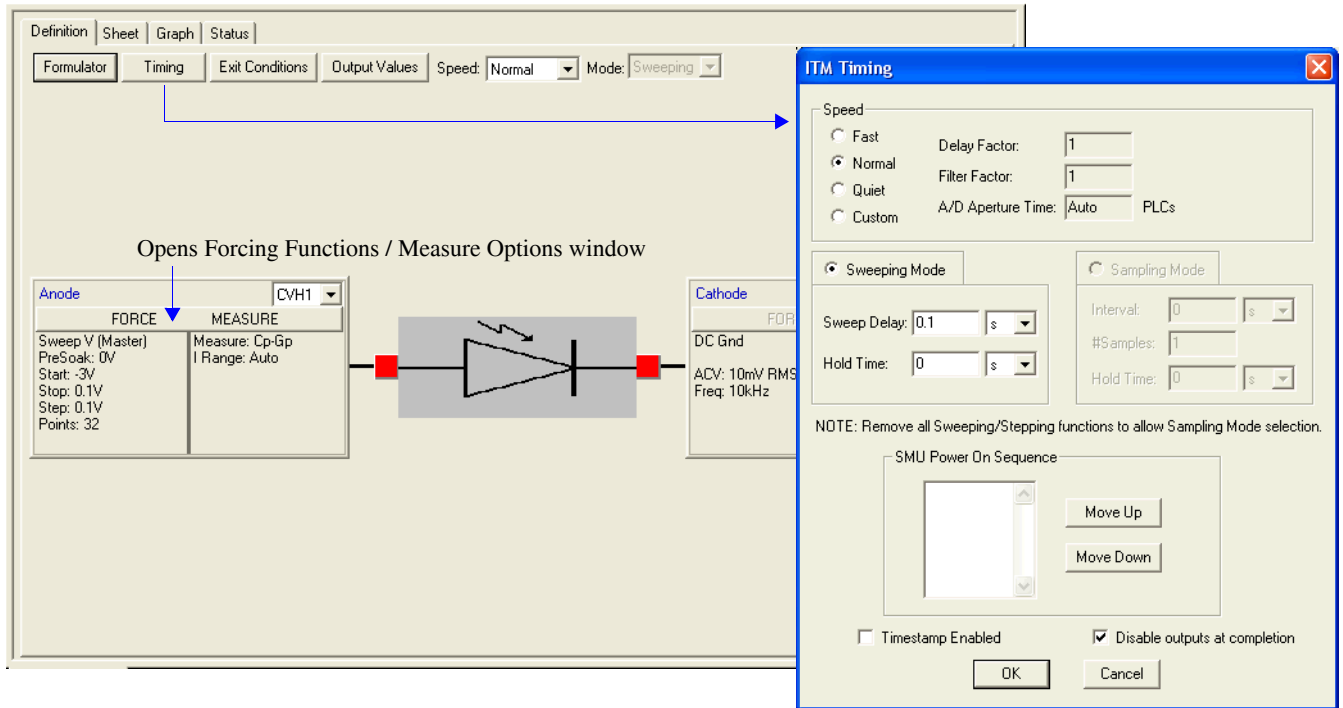 Definition Sheet Graph Status
Formulator Timing Exit Conditions Output Values Speed: Normal Mode: Sweeping
Opens Forcing Functions / Measure Options window
Anode CVH1
FORCE MEASURE
Sweep V (Master)
PreSoak: 0V
Start: -3V
Stop: 0.1V
Step: 0.1V
Points: 32
Measure: Cp-Gp
I Range: Auto
Cathode
FOR
DC Gnd
ACV: 10mV RMS
Freq: 10kHz
ITM Timing
Speed
Fast
Normal
Quiet
Custom
Delay Factor: 1
Filter Factor: 1
A/D Aperture Time: Auto PLCs
Sweeping Mode
Sweep Delay: 0.1 s
Hold Time: 0 s
Sampling Mode
Interval: 0 s
#Samples: 1
Hold Time: 0 s
NOTE: Remove all Sweeping/Stepping functions to allow Sampling Mode selection.
SMU Power On Sequence
Move Up
Move Down
Timestamp Enabled
Disable outputs at completion
OK Cancel